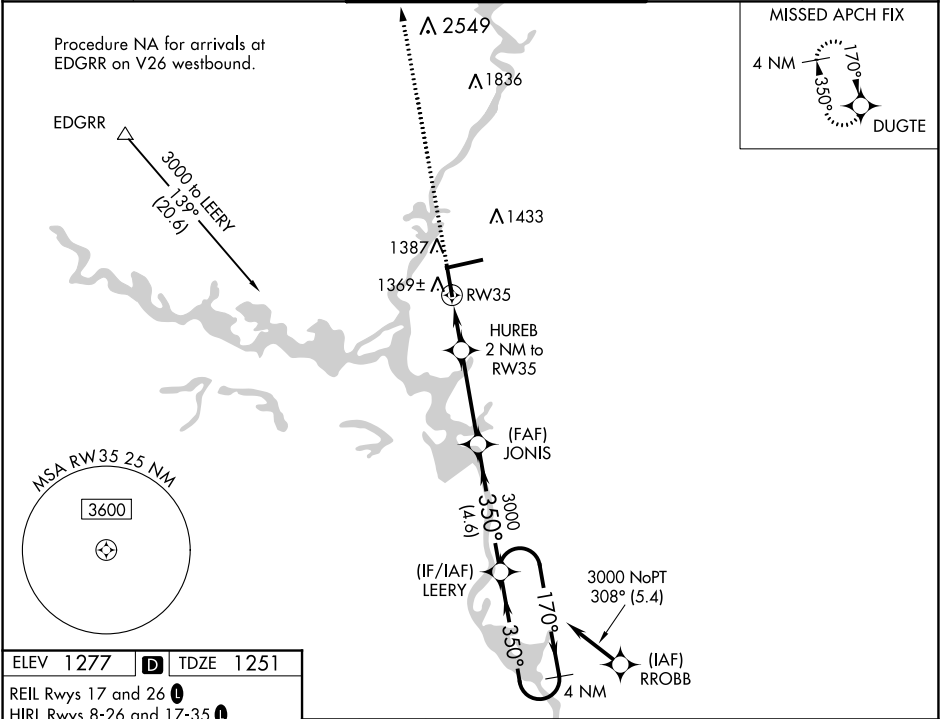 MISSED APCH FIX
4 NM
170°
350°
DUGTE
Procedure NA for arrivals at
EDGRR on V26 westbound.
2549
1836
EDGRR
3000 to LEERY
139°
(20.6)
1433
1387
1369±
RW35
HUREB
2 NM to
RW35
(FAF)
JONIS
MSA RW35 25 NM
3600
3000
350°
(4.6)
(IF/IAF)
LEERY
3000 NoPT
308° (5.4)
170°
350°
4 NM
(IAF)
RROBB
ELEV 1277 D TDZE 1251
REIL Rwys 17 and 26 L
HIRL Rwys 8-26 and 17-35 L